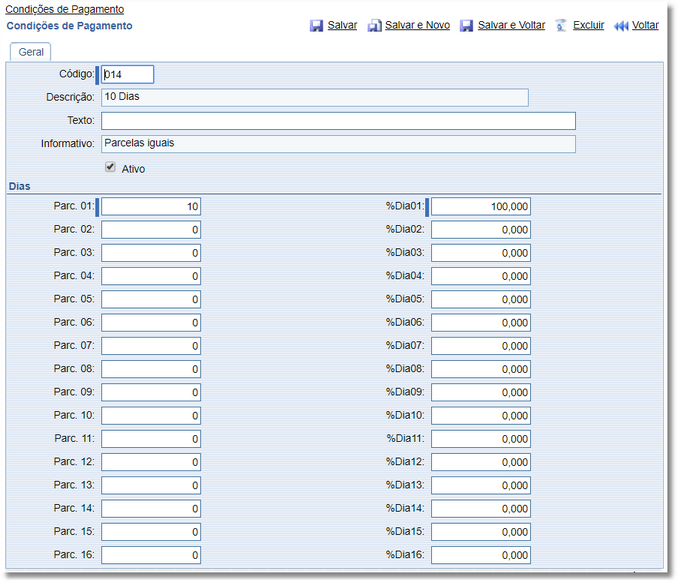 Condições de Pagamento
Condições de Pagamento Salvar Salvar e Novo Salvar e Voltar Excluir Voltar
Geral
Código: 014
Descrição: 10 Dias
Texto:
Informativo: Parcelas iguais
Ativo
Dias
Parc. 01: 10 %Dia01: 100,000
Parc. 02: 0 %Dia02: 0,000
Parc. 03: 0 %Dia03: 0,000
Parc. 04: 0 %Dia04: 0,000
Parc. 05: 0 %Dia05: 0,000
Parc. 06: 0 %Dia06: 0,000
Parc. 07: 0 %Dia07: 0,000
Parc. 08: 0 %Dia08: 0,000
Parc. 09: 0 %Dia09: 0,000
Parc. 10: 0 %Dia10: 0,000
Parc. 11: 0 %Dia11: 0,000
Parc. 12: 0 %Dia12: 0,000
Parc. 13: 0 %Dia13: 0,000
Parc. 14: 0 %Dia14: 0,000
Parc. 15: 0 %Dia15: 0,000
Parc. 16: 0 %Dia16: 0,000